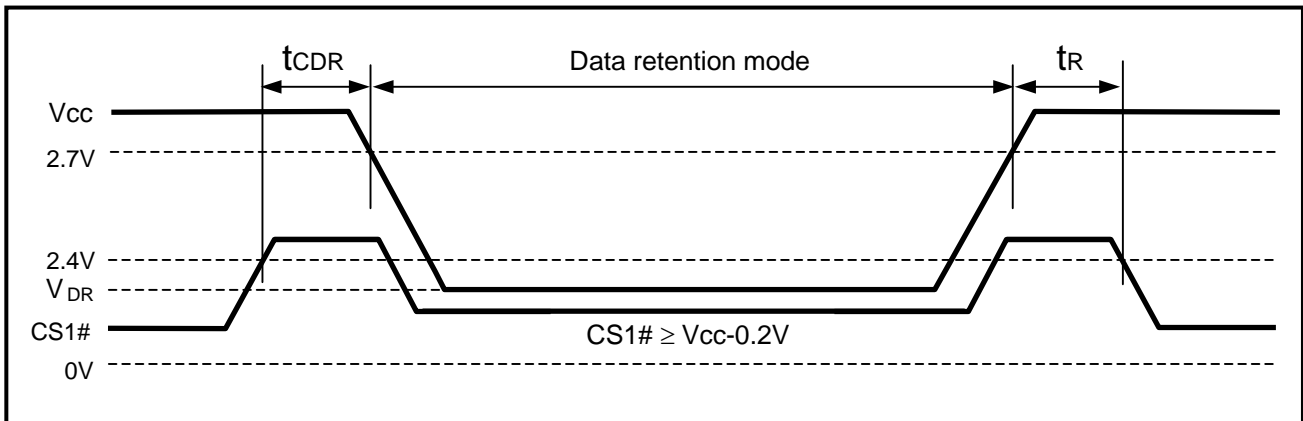 tCDR Data retention mode tR
Vcc
2.7V
2.4V
VDR
CS1#
CS1# ≥ Vcc-0.2V
0V